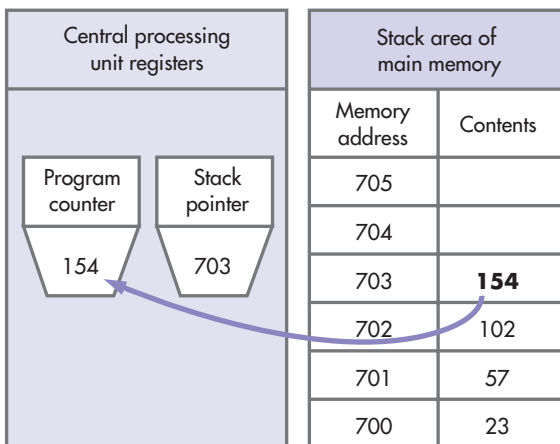 Central processing
unit registers
Program
counter
154
Stack
pointer
703
Stack area of
main memory
Memory
address
Contents
705
704
703 154
702 102
701 57
700 23